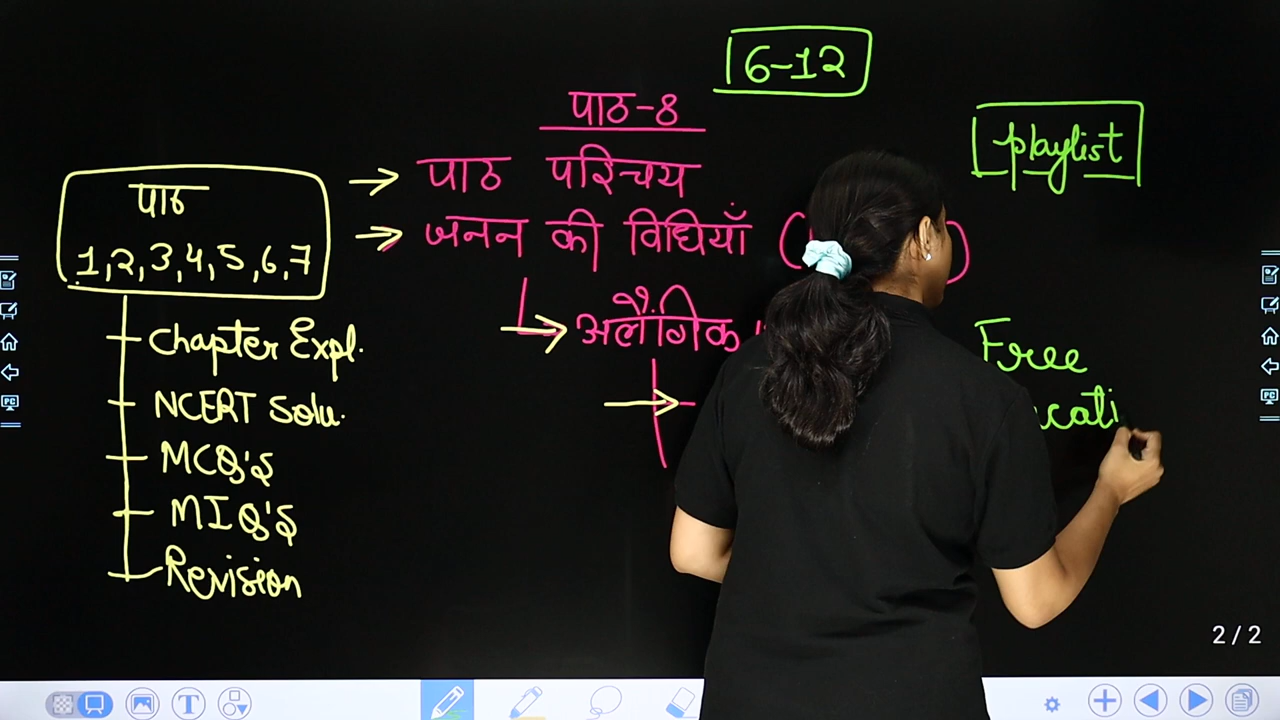 6-12
पाठ-8
playlist
पाठ
1,2,3,4,5,6,7
पाठ परिचय
जनन की विधियाँ (
)
अलैंगिक
Chapter Expl.
NCERT Solu.
MCQ'S
MIQ'S
Revision
Free
2/2